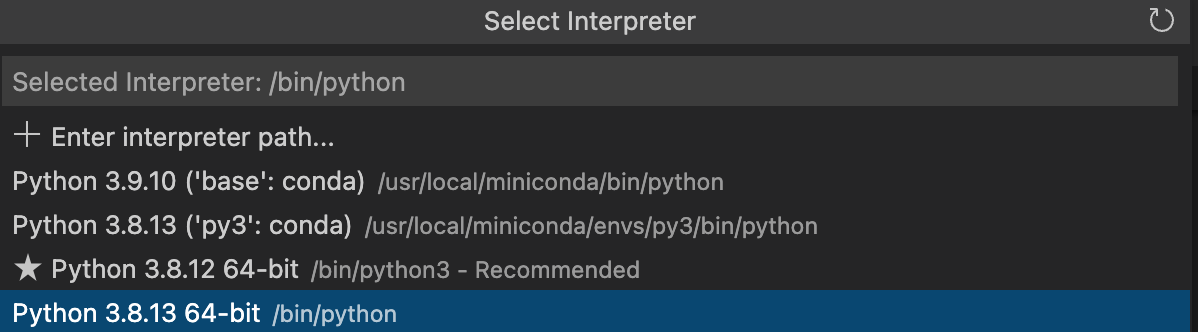 Select Interpreter
Selected Interpreter: /bin/python
+ Enter interpreter path...
Python 3.9.10 ('base': conda) /usr/local/miniconda/bin/python
Python 3.8.13 ('py3': conda) /usr/local/miniconda/envs/py3/bin/python
★ Python 3.8.12 64-bit /bin/python3 - Recommended
Python 3.8.13 64-bit /bin/python